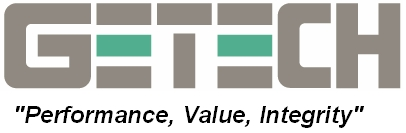 GETECH
"Performance, Value, Integrity"